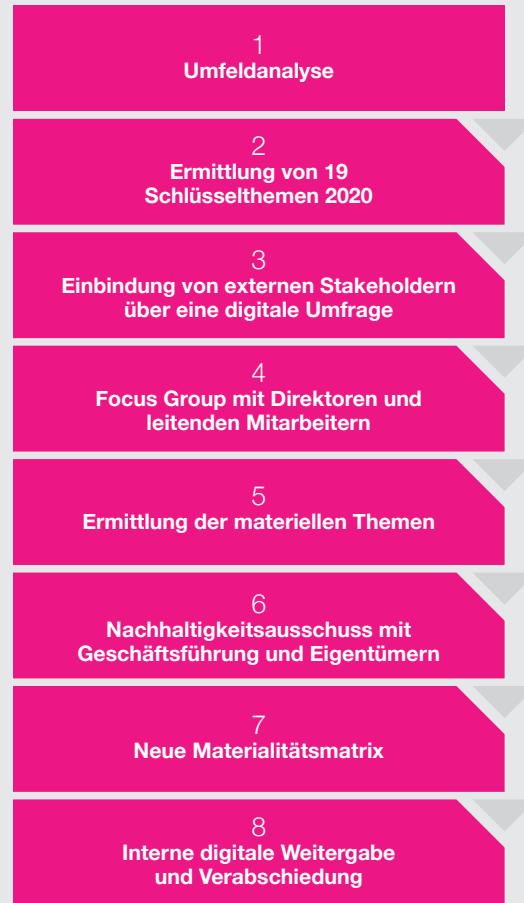 1
Umfeldanalyse
2
Ermittlung von 19
Schlüsselthemen 2020
3
Einbindung von externen Stakeholdern
über eine digitale Umfrage
4
Focus Group mit Direktoren und
leitenden Mitarbeitern
5
Ermittlung der materiellen Themen
6
Nachhaltigkeitsausschuss mit
Geschäftsführung und Eigentümern
7
Neue Materialitätsmatrix
8
Interne digitale Weitergabe
und Verabschiedung